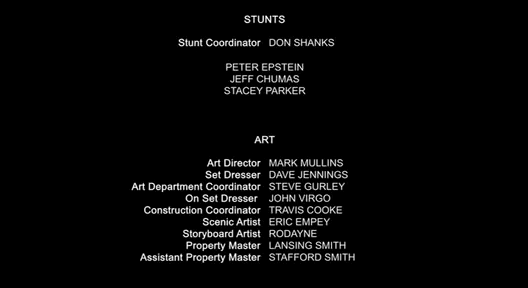 STUNTS
Stunt Coordinator DON SHANKS
PETER EPSTEIN
JEFF CHUMAS
STACEY PARKER
ART
Art Director MARK MULLINS
Set Dresser DAVE JENNINGS
Art Department Coordinator STEVE GURLEY
On Set Dresser JOHN VIRGO
Construction Coordinator TRAVIS COOKE
Scenic Artist ERIC EMPEY
Storyboard Artist RODAYNE
Property Master LANSING SMITH
Assistant Property Master STAFFORD SMITH